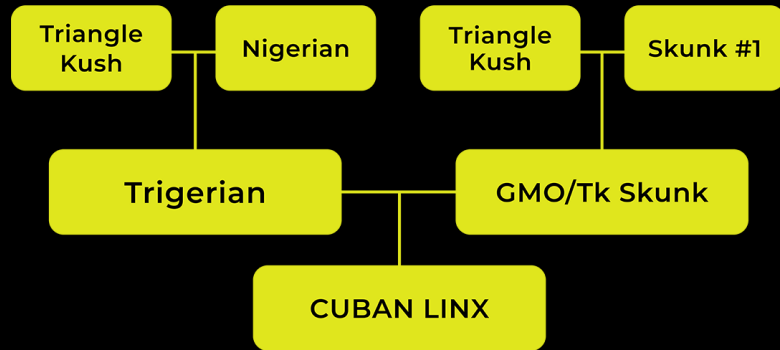 Triangle
Kush
Nigerian
Triangle
Kush
Skunk #1
Trigerian
GMO/Tk Skunk
CUBAN LINX